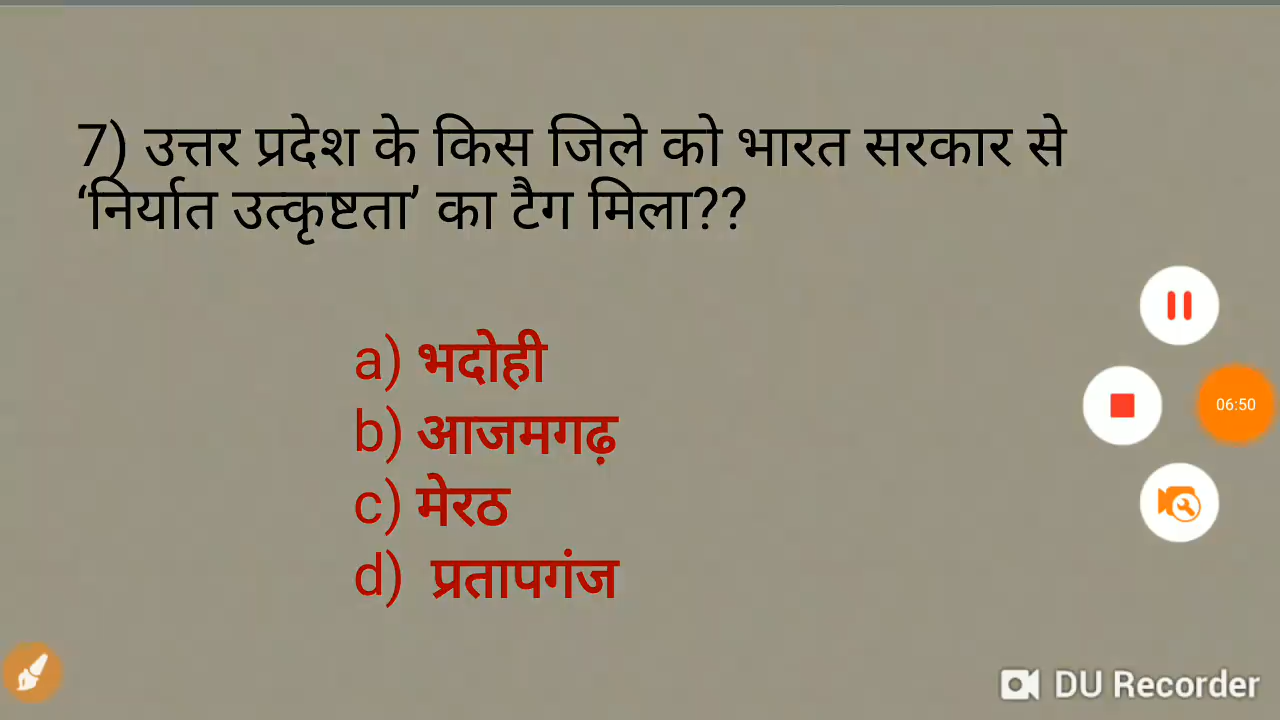 7) उत्तर प्रदेश के किस जिले को भारत सरकार से
‘निर्यात उत्कृष्टता’ का टैग मिला??
a) भदोही
b) आजमगढ़
c) मेरठ
d) प्रतापगंज
06:50
DU Recorder